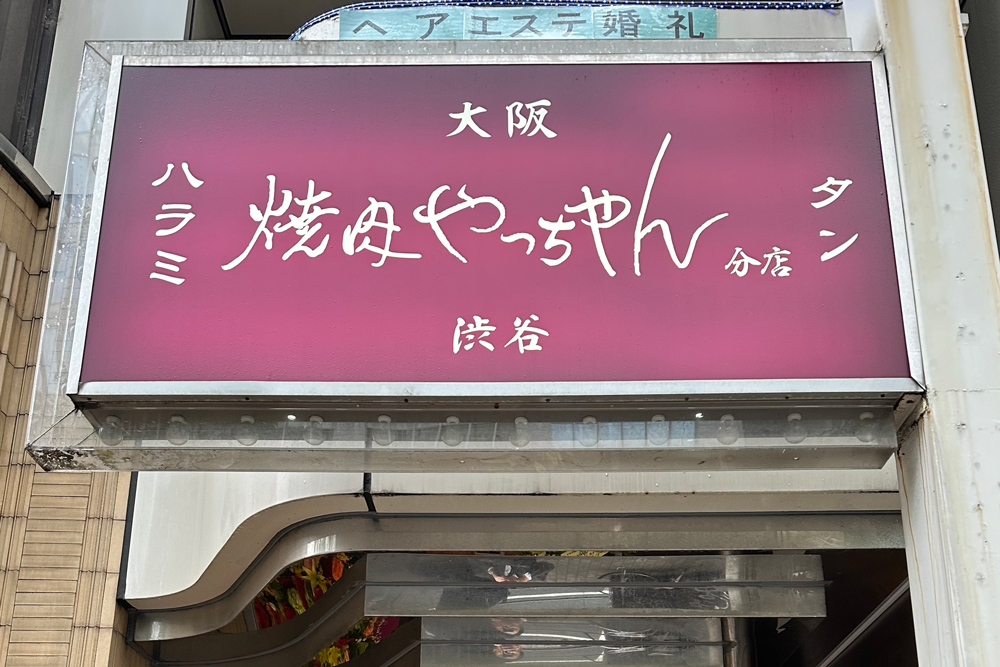 ヘアエステ婚礼
大阪
ハラミ
焼肉やっちゃん
分店
タン
渋谷